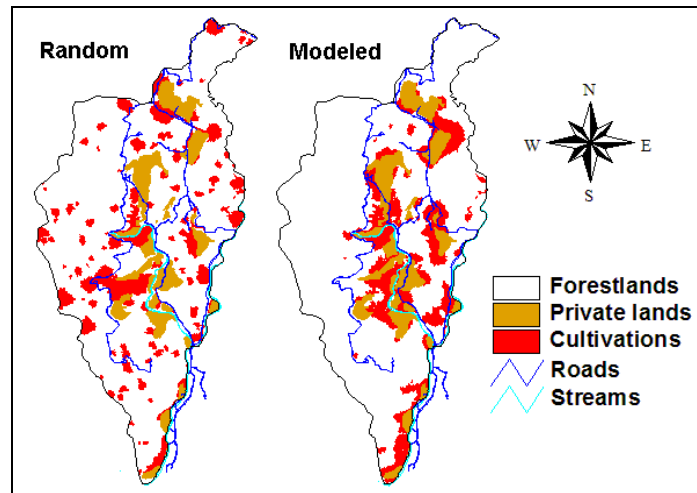 Random
Modeled
N
W
E
S
Forestlands
Private lands
Cultivations
Roads
Streams